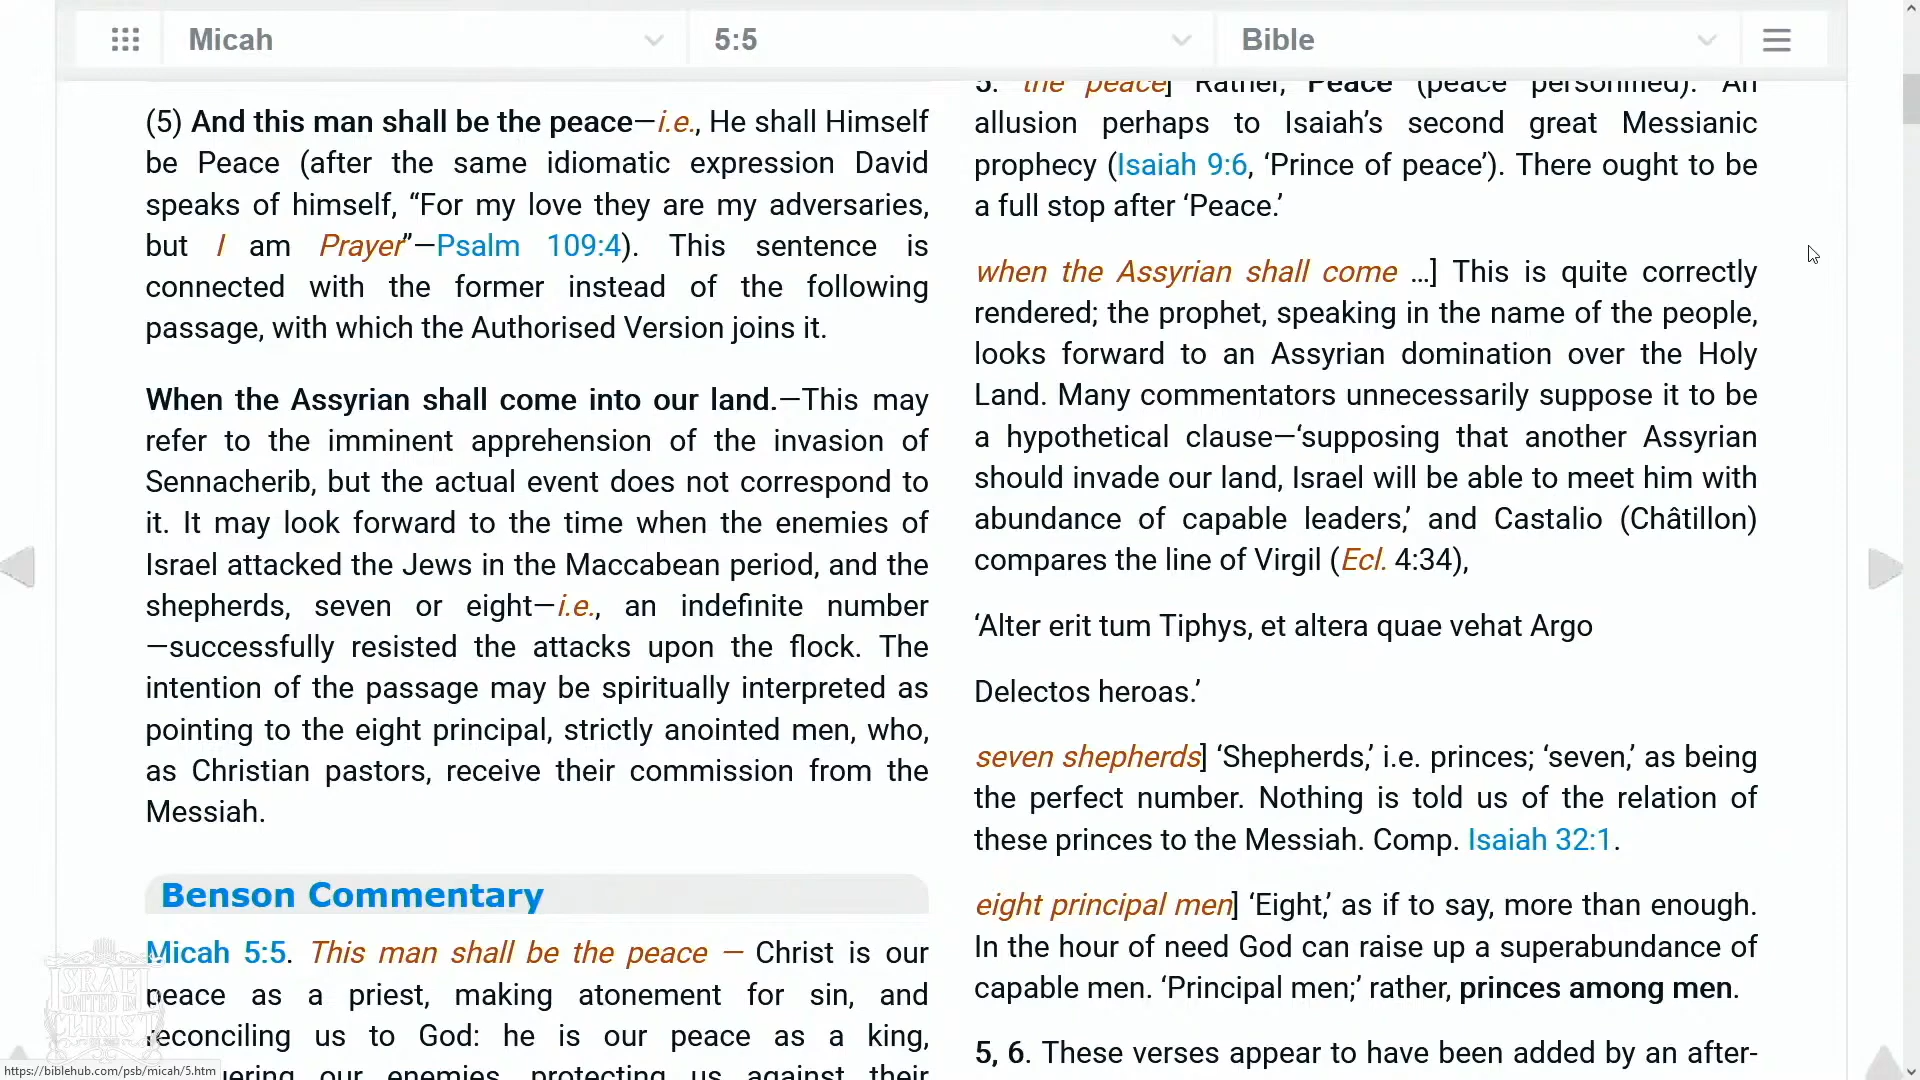 Micah
5:5
Bible
(5) And this man shall be the peace—i.e., He shall Himself
be Peace (after the same idiomatic expression David
speaks of himself, “For my love they are my adversaries,
but I am Prayer”—Psalm 109:4). This sentence is
connected with the former instead of the following
passage, with which the Authorised Version joins it.
When the Assyrian shall come into our land.—This may
refer to the imminent apprehension of the invasion of
Sennacherib, but the actual event does not correspond to
it. It may look forward to the time when the enemies of
Israel attacked the Jews in the Maccabean period, and the
shepherds, seven or eight—i.e., an indefinite number
—successfully resisted the attacks upon the flock. The
intention of the passage may be spiritually interpreted as
pointing to the eight principal, strictly anointed men, who,
as Christian pastors, receive their commission from the
Messiah.
Benson Commentary
Micah 5:5. This man shall be the peace — Christ is our
peace as a priest, making atonement for sin, and
reconciling us to God: he is our peace as a king,
our enemies, protecting us against their
5. the peace] Rather, Peace (peace personified). An
allusion perhaps to Isaiah’s second great Messianic
prophecy (Isaiah 9:6, ‘Prince of peace’). There ought to be
a full stop after ‘Peace.’
when the Assyrian shall come …] This is quite correctly
rendered; the prophet, speaking in the name of the people,
looks forward to an Assyrian domination over the Holy
Land. Many commentators unnecessarily suppose it to be
a hypothetical clause—‘supposing that another Assyrian
should invade our land, Israel will be able to meet him with
abundance of capable leaders,’ and Castalio (Châtillon)
compares the line of Virgil (Ecl. 4:34),
‘Alter erit tum Tiphys, et altera quae vehat Argo
Delectos heroas.’
seven shepherds] ‘Shepherds,’ i.e. princes; ‘seven,’ as being
the perfect number. Nothing is told us of the relation of
these princes to the Messiah. Comp. Isaiah 32:1.
eight principal men] ‘Eight,’ as if to say, more than enough.
In the hour of need God can raise up a superabundance of
capable men. ‘Principal men;’ rather, princes among men.
5, 6. These verses appear to have been added by an after-
ISRAEL
UNITED IN
CHRIST
https://biblehub.com/psb/micah/5.htm